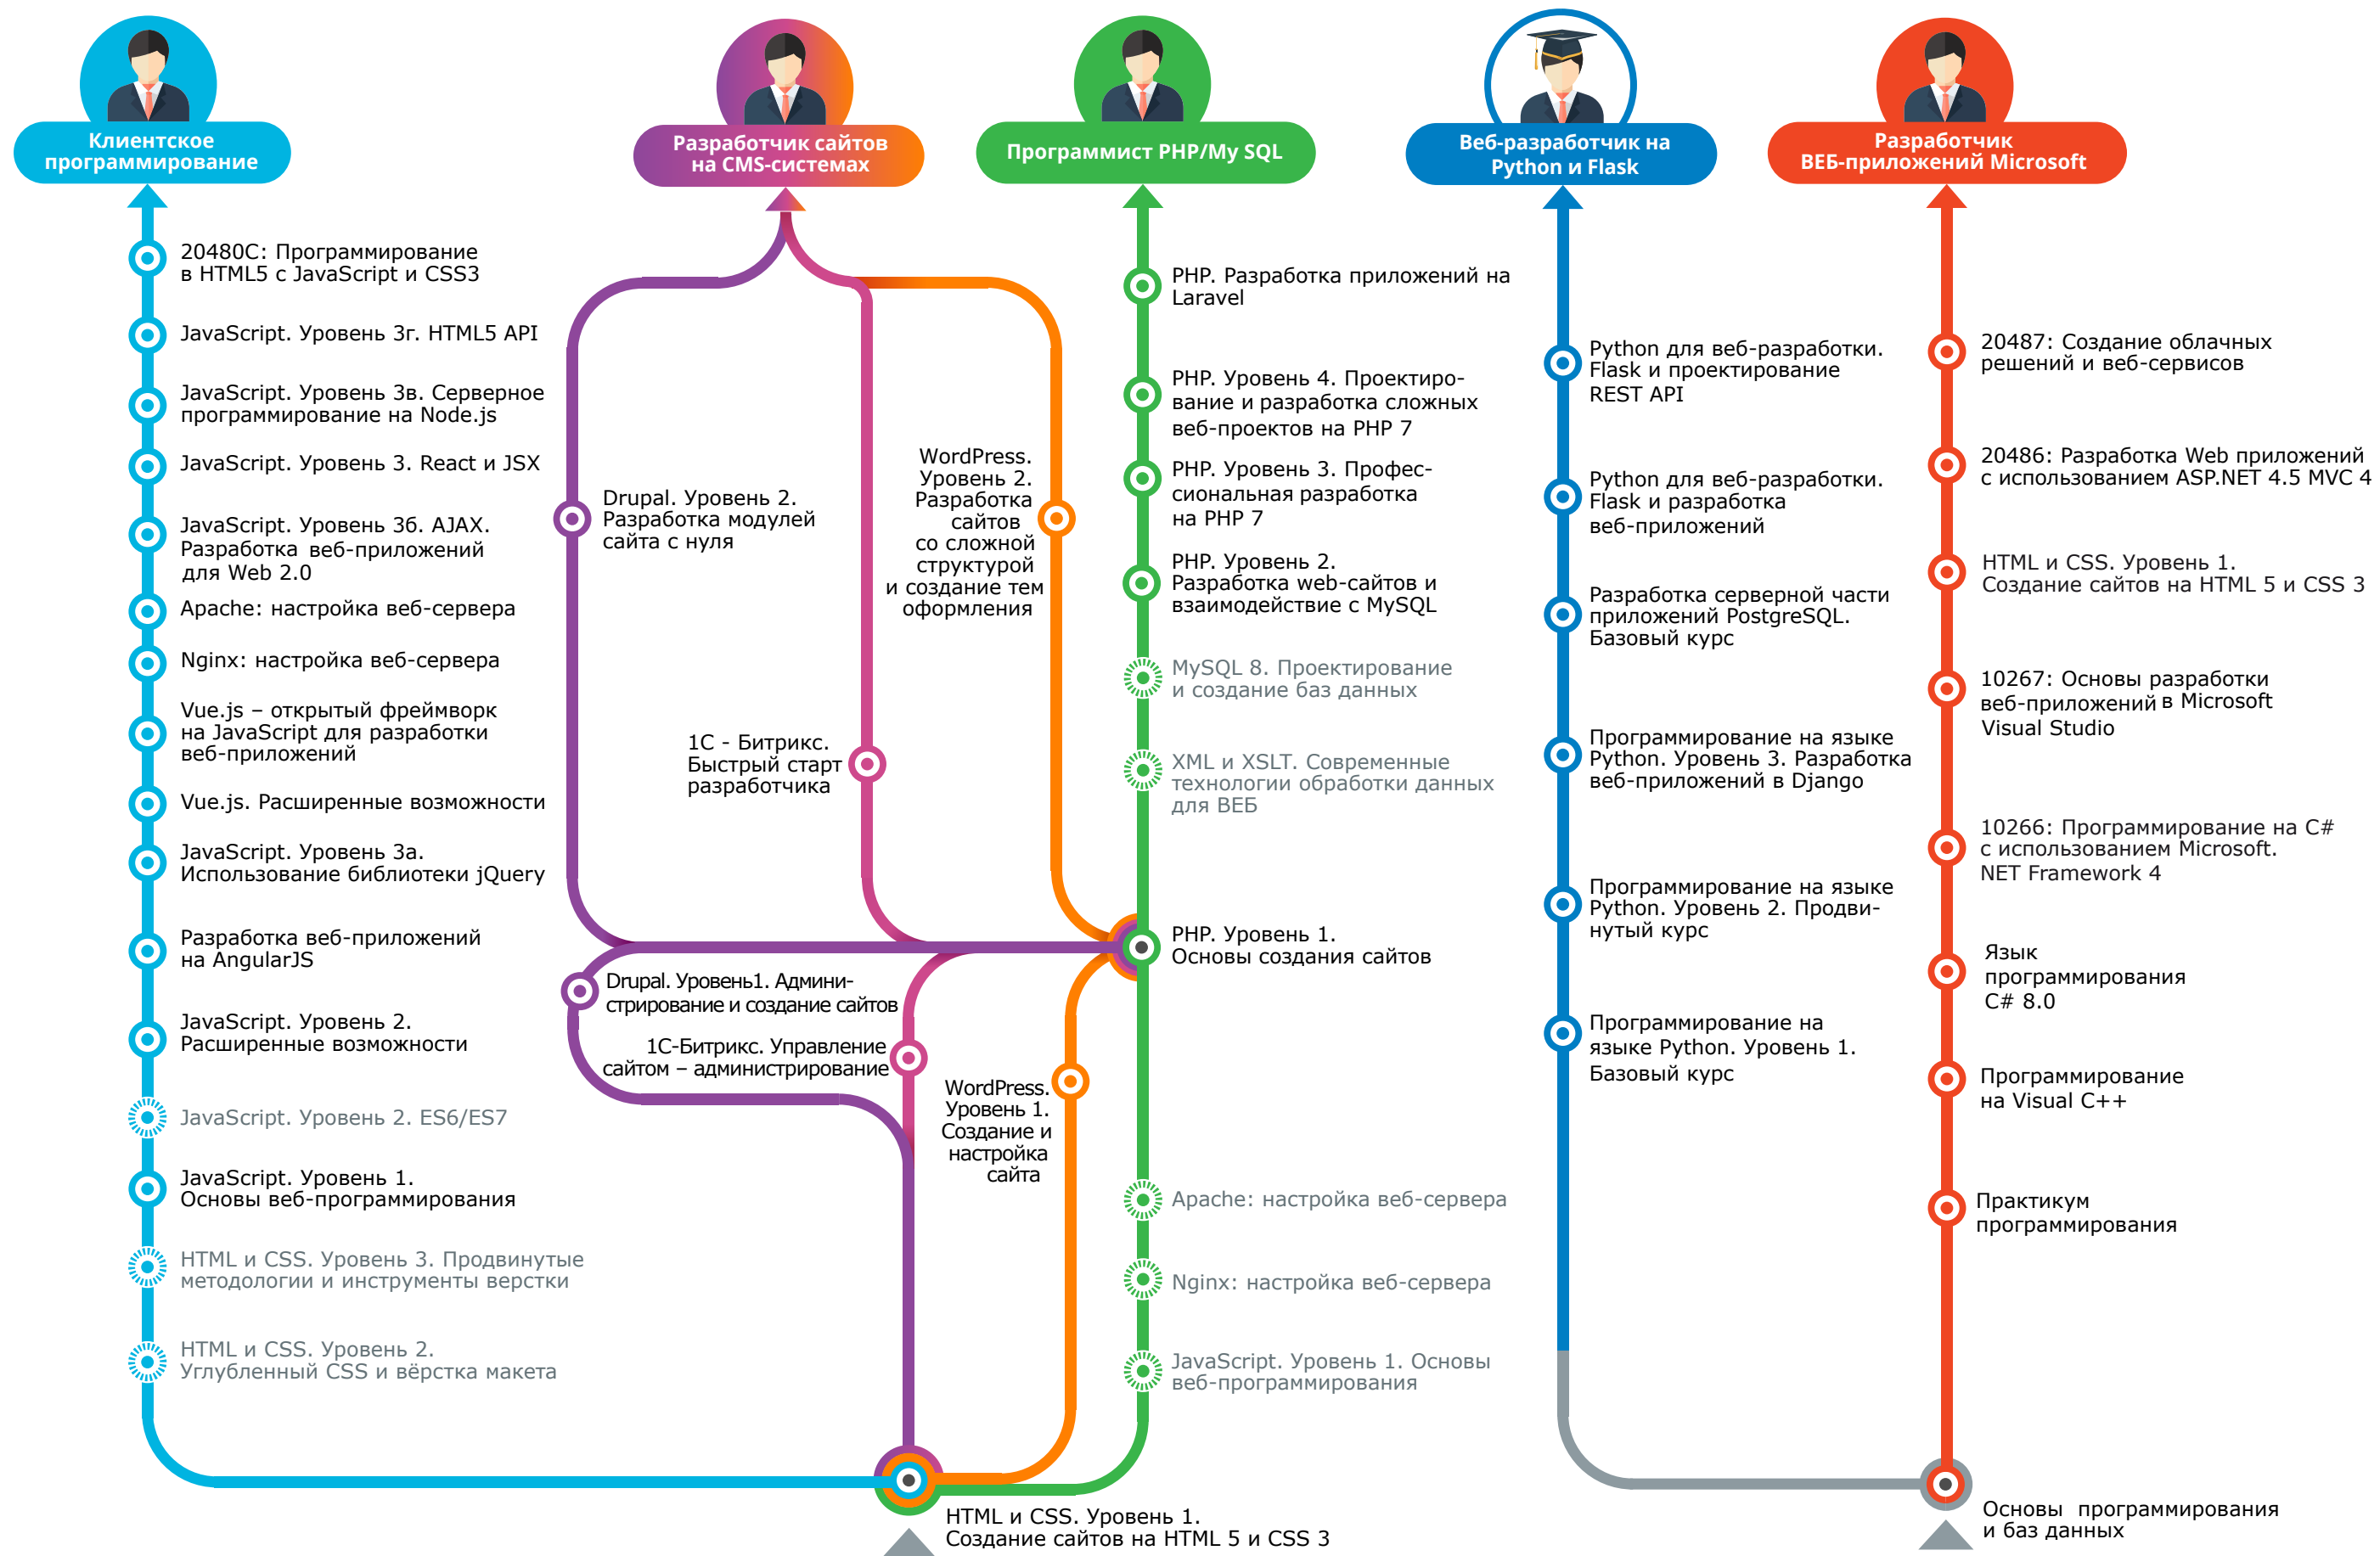 Клиентское
программирование
Разработчик сайтов
на CMS-системах
Программист PHP/My SQL
Веб-разработчик на
Python и Flask
Разработчик
ВЕБ-приложений Microsoft
20480C: Программирование
в HTML5 с JavaScript и CSS3
JavaScript. Уровень 3г. HTML5 API
JavaScript. Уровень 3в. Серверное
программирование на Node.js
JavaScript. Уровень 3. React и JSX
JavaScript. Уровень 3б. AJAX.
Разработка веб-приложений
для Web 2.0
Apache: настройка веб-сервера
Nginx: настройка веб-сервера
Vue.js – открытый фреймворк
на JavaScript для разработки
веб-приложений
Vue.js. Расширенные возможности
JavaScript. Уровень 3а.
Использование библиотеки jQuery
Разработка веб-приложений
на AngularJS
JavaScript. Уровень 2.
Расширенные возможности
JavaScript. Уровень 2. ES6/ES7
JavaScript. Уровень 1.
Основы веб-программирования
HTML и CSS. Уровень 3. Продвинутые
методологии и инструменты верстки
HTML и CSS. Уровень 2.
Углубленный CSS и вёрстка макета
Drupal. Уровень 2.
Разработка модулей
сайта с нуля
1С - Битрикс.
Быстрый старт
разработчика
WordPress.
Уровень 2.
Разработка
сайтов
со сложной
структурой
и создание тем
оформления
Drupal. Уровень1. Админи-
стрирование и создание сайтов
1С-Битрикс. Управление
сайтом – администрирование
WordPress.
Уровень 1.
Создание и
настройка
сайта
PHP. Разработка приложений на
Laravel
PHP. Уровень 4. Проектиро-
вание и разработка сложных
веб-проектов на PHP 7
PHP. Уровень 3. Профес-
сиональная разработка
на PHP 7
PHP. Уровень 2.
Разработка web-сайтов и
взаимодействие с MySQL
MySQL 8. Проектирование
и создание баз данных
XML и XSLT. Современные
технологии обработки данных
для ВЕБ
PHP. Уровень 1.
Основы создания сайтов
Apache: настройка веб-сервера
Nginx: настройка веб-сервера
JavaScript. Уровень 1. Основы
веб-программирования
HTML и CSS. Уровень 1.
Создание сайтов на HTML 5 и CSS 3
Python для веб-разработки.
Flask и проектирование
REST API
Python для веб-разработки.
Flask и разработка
веб-приложений
Разработка серверной части
приложений PostgreSQL.
Базовый курс
Программирование на языке
Python. Уровень 3. Разработка
веб-приложений в Django
Программирование на языке
Python. Уровень 2. Продви-
нутый курс
Программирование на
языке Python. Уровень 1.
Базовый курс
20487: Создание облачных
решений и веб-сервисов
20486: Разработка Web приложений
с использованием ASP.NET 4.5 MVC 4
HTML и CSS. Уровень 1.
Создание сайтов на HTML 5 и CSS 3
10267: Основы разработки
веб-приложений в Microsoft
Visual Studio
10266: Программирование на C#
с использованием Microsoft.
NET Framework 4
Язык
программирования
C# 8.0
Программирование
на Visual C++
Практикум
программирования
Основы программирования
и баз данных